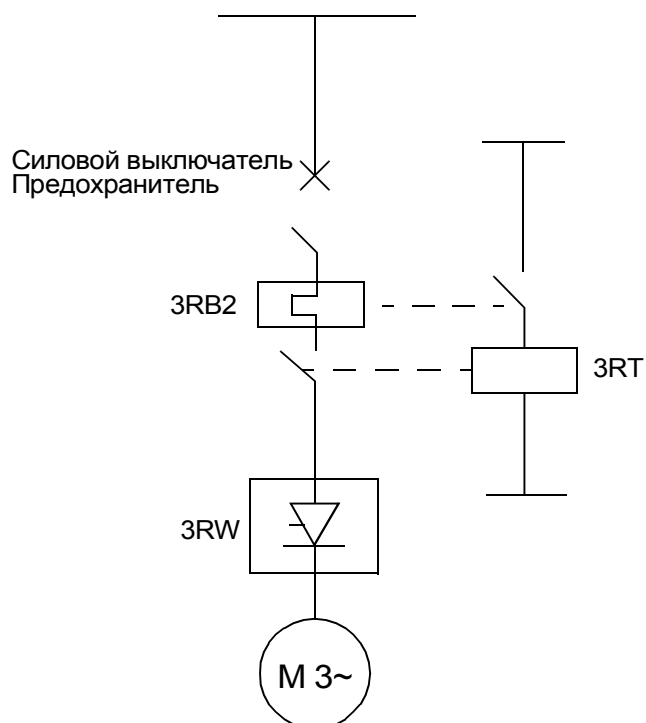 Силовой выключатель
Предохранитель
3RB2
3RT
3RW
M 3~